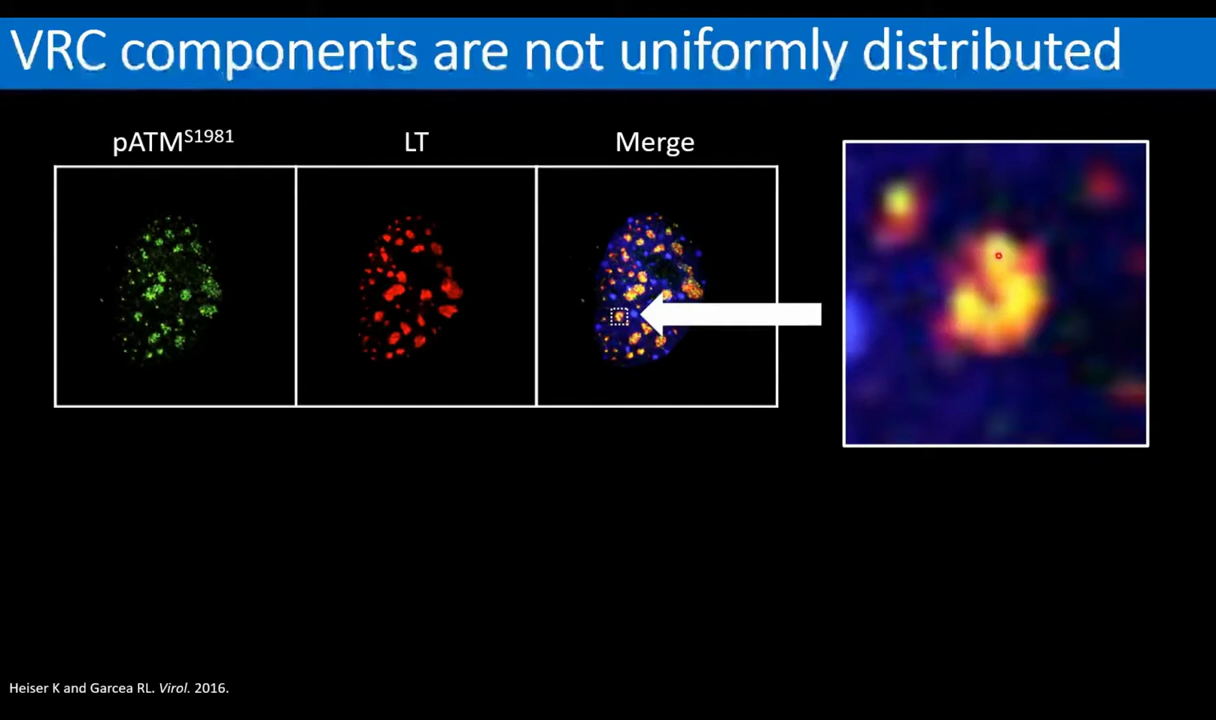 VRC components are not uniformly distributed
pATMS1981
LT
Merge
Heiser K and Garcea RL. Virol. 2016.